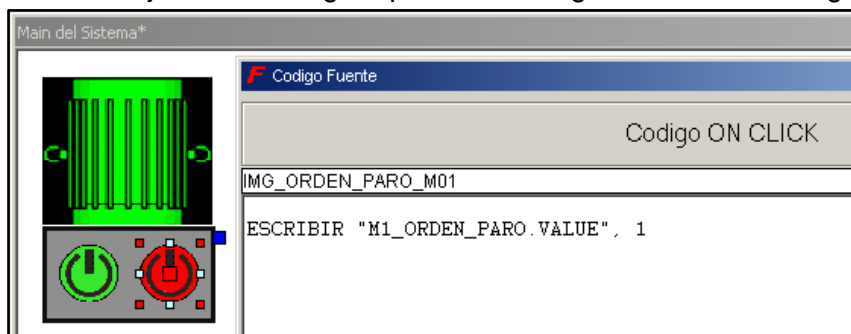 Main del Sistema*
F Codigo Fuente
Codigo ON CLICK
IMG_ORDEN_PARO_M01
ESCRIBIR "M1_ORDEN_PARO.VALUE", 1